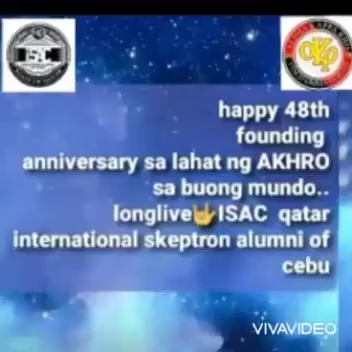 ISAC
happy 48th
founding
anniversary sa lahat ng AKHRO
sa buong mundo..
longlive🤟ISAC qatar
international skeptron alumni of
cebu
VIVAVIDEO